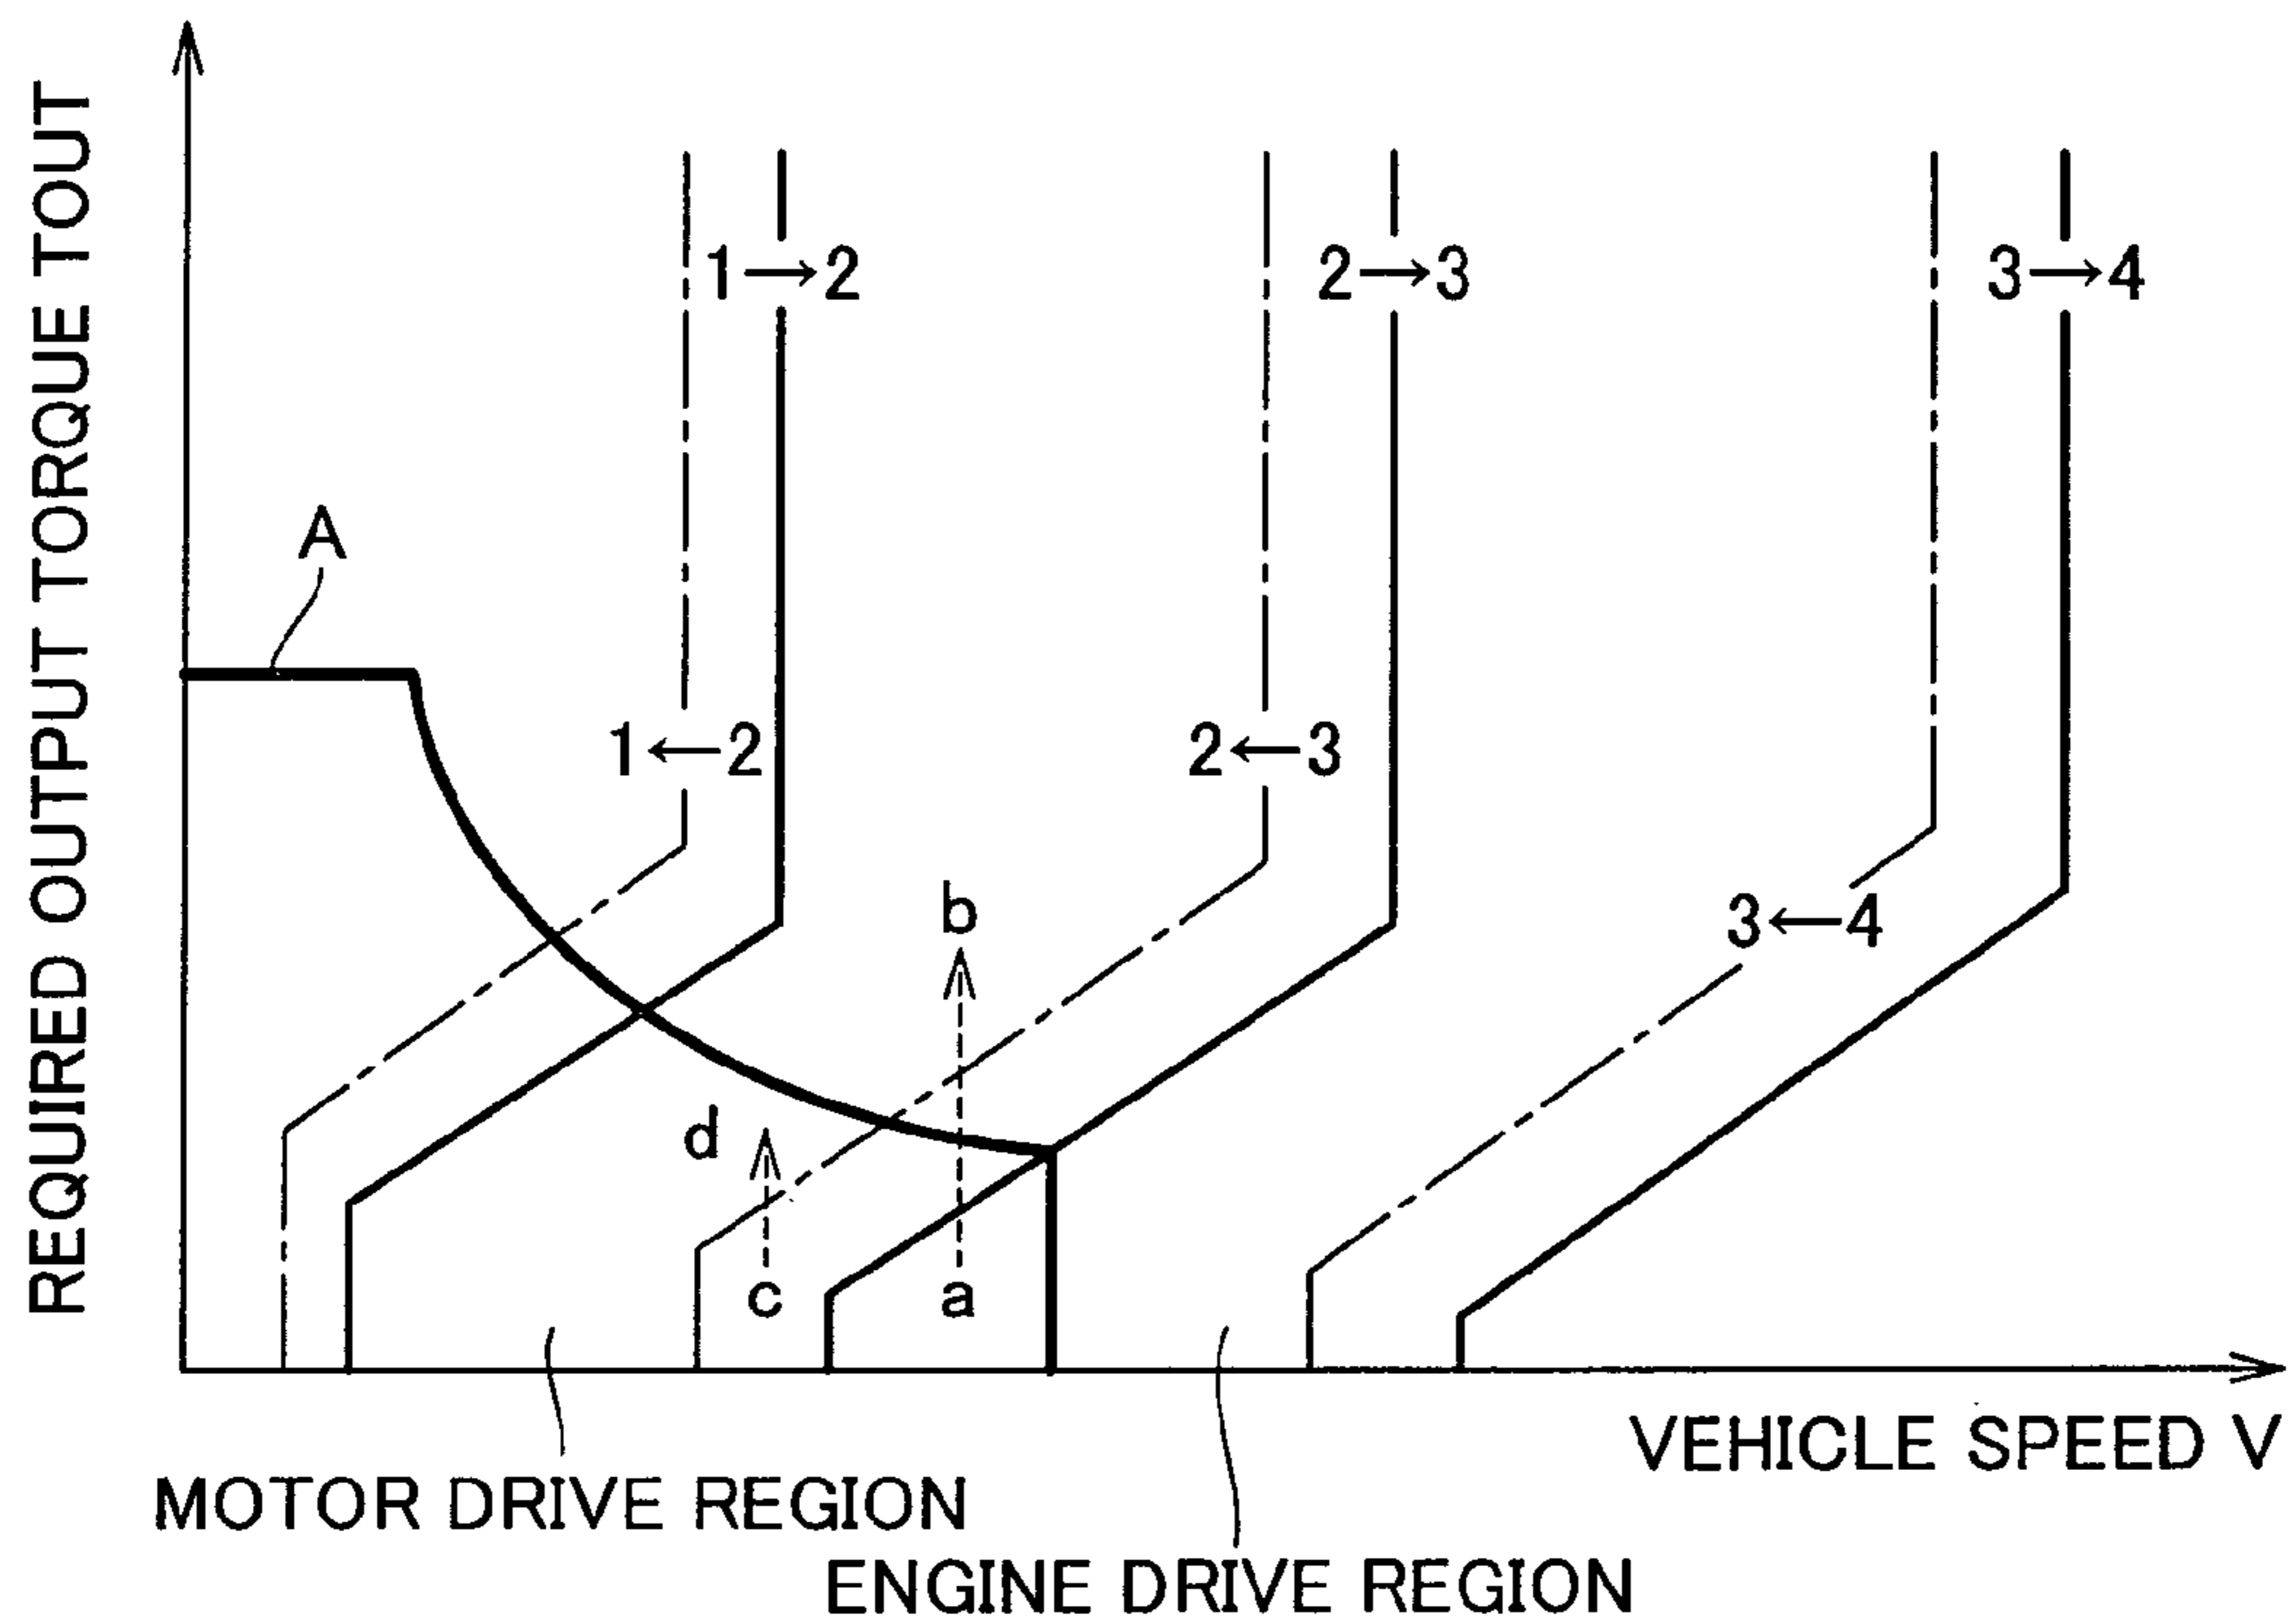 REQUIRED OUTPUT TORQUE TOUT
1→2
2→3
3→4
A
1←2
2←3
3←4
b
d
c
a
VEHICLE SPEED V
MOTOR DRIVE REGION
ENGINE DRIVE REGION